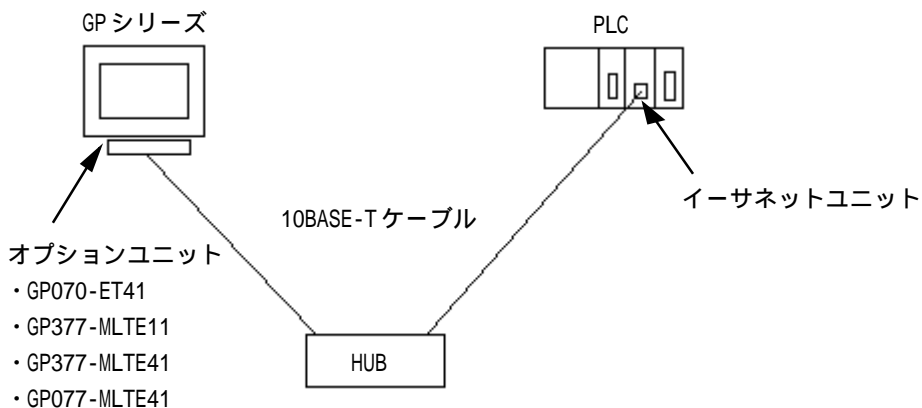 GPシリーズ
PLC
イーサネットユニット
10BASE-Tケーブル
オプションユニット
・GP070-ET41
・GP377-MLTE11
・GP377-MLTE41
・GP077-MLTE41
HUB